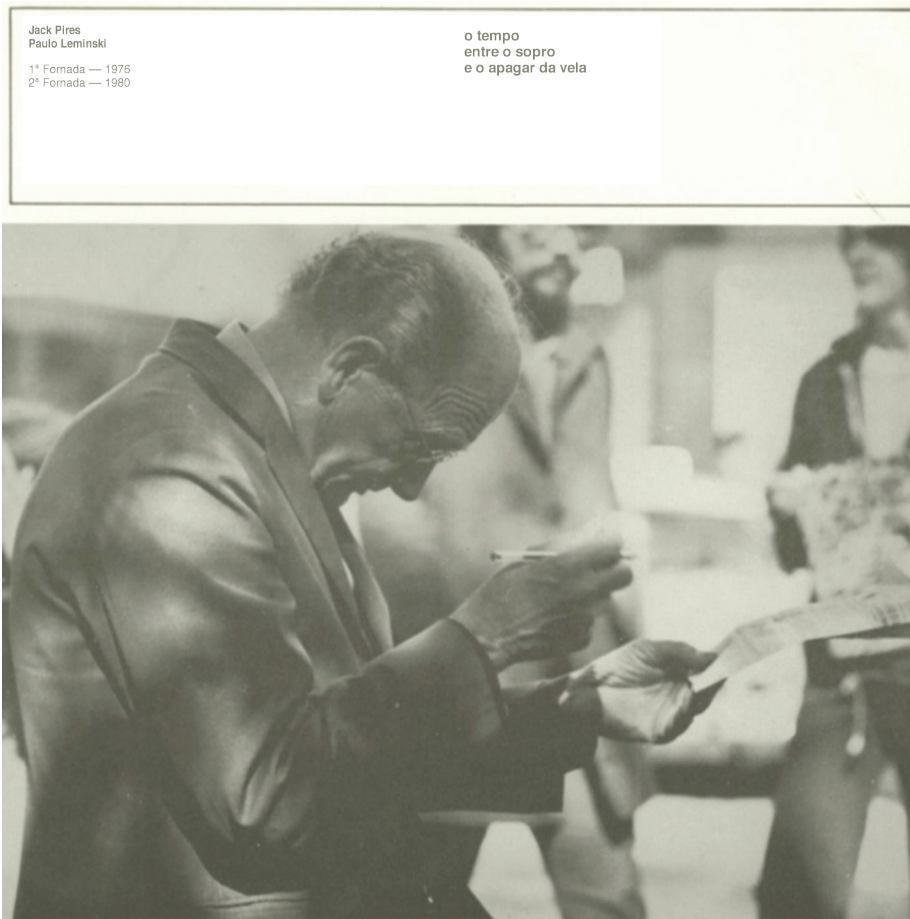 Jack Pires
Paulo Leminski
1ª Fornada — 1976
2ª Fornada — 1980
o tempo
entre o sopro
e o apagar da vela